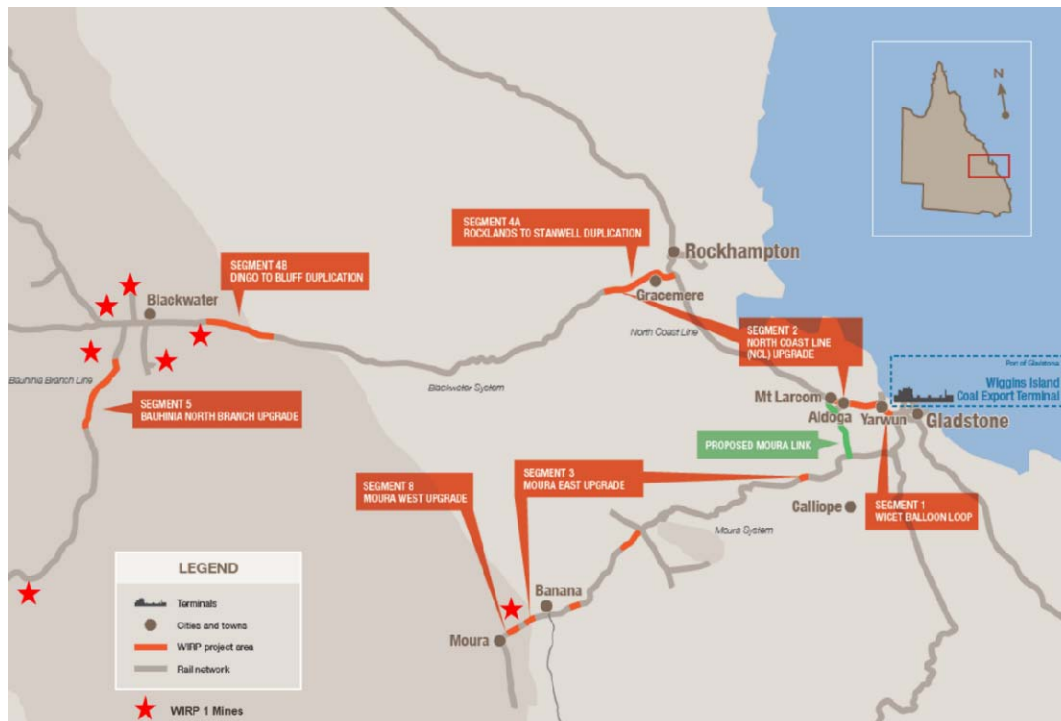 N
SEGMENT 4A
ROCKLANDS TO STANWELL DUPLICATION
Rockhampton
SEGMENT 4B
DINGO TO BLUFF DUPLICATION
Gracemere
Blackwater
North Coast Line
SEGMENT 2
NORTH COAST LINE
(NCL) UPGRADE
Port of Gladstone
Wiggins Island
Coal Export Terminal
Bauhinia Branch Line
Blackwater System
Mt Larcom
Aldoga
Yarwun
Gladstone
SEGMENT 5
BAUHINIA NORTH BRANCH UPGRADE
PROPOSED MOURA LINK
SEGMENT 8
MOURA WEST UPGRADE
SEGMENT 3
MOURA EAST UPGRADE
Calliope
SEGMENT 1
WICET BALLOON LOOP
Moura System
Banana
Moura
LEGEND
Terminals
Cities and towns
WIRP project area
Rail network
WIRP 1 Mines